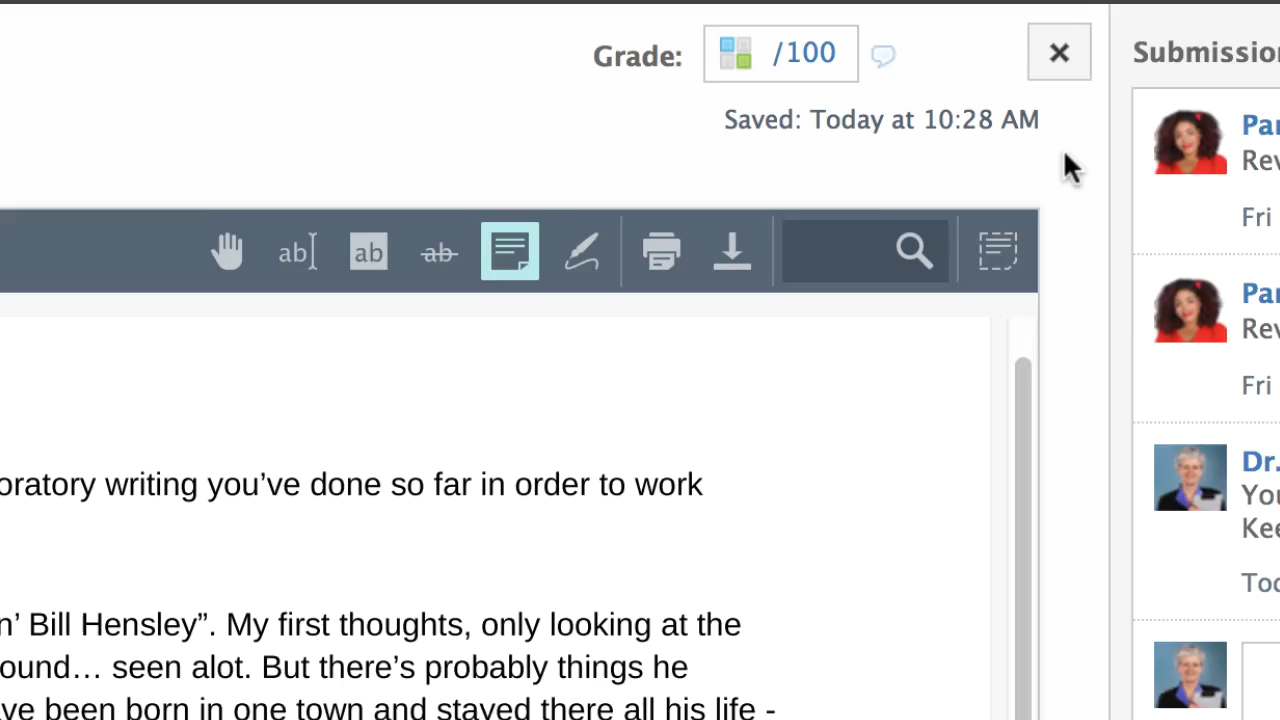 Grade: /100
Saved: Today at 10:28 AM
ab ab ab
oratory writing you’ve done so far in order to work
n’ Bill Hensley”. My first thoughts, only looking at the
ound… seen alot. But there’s probably things he
ve been born in one town and stayed there all his life -
Submission
Par
Rev
Fri
Par
Rev
Fri
Dr.
You
Kee
Tod